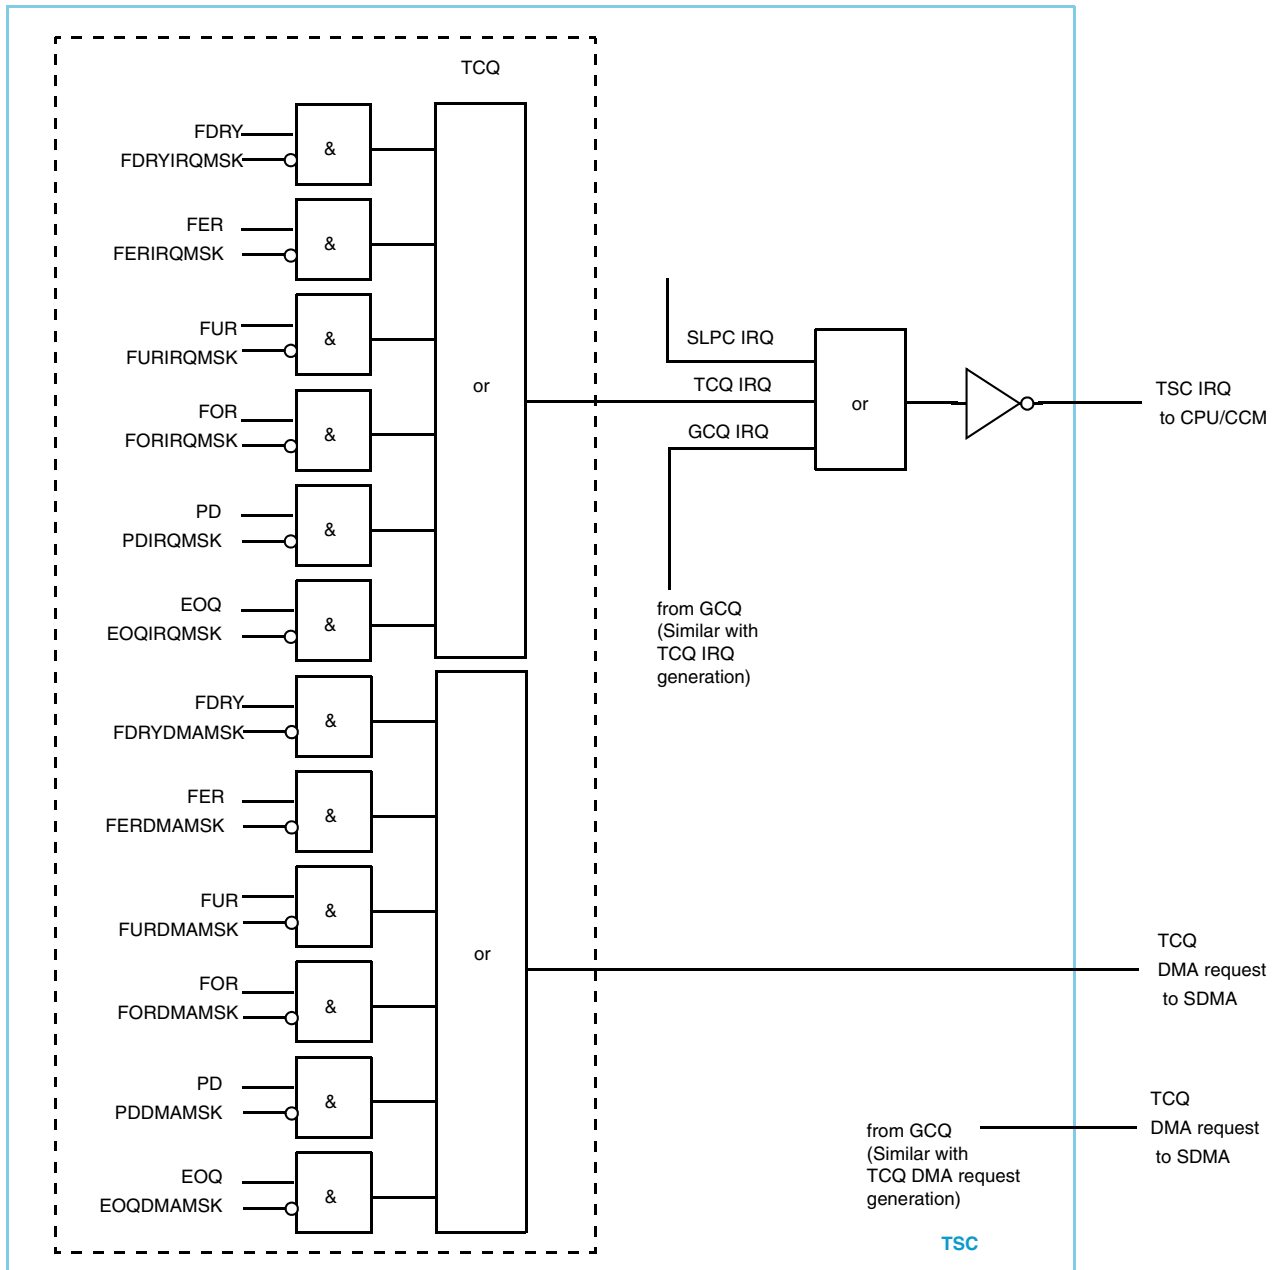 TCQ
FDRY
FDRYIRQMSK
&
FER
FERIRQMSK
&
FUR
FURIRQMSK
&
FOR
FORIRQMSK
&
PD
PDIRQMSK
&
EOQ
EOQIRQMSK
&
or
SLPC IRQ
TCQ IRQ
GCQ IRQ
or
TSC IRQ
to CPU/CCM
from GCQ
(Similar with
TCQ IRQ
generation)
FDRY
FDRYDMAMSK
&
FER
FERDMAMSK
&
FUR
FURDMAMSK
&
FOR
FORDMAMSK
&
PD
PDDMAMSK
&
EOQ
EOQDMAMSK
&
or
TCQ
DMA request
to SDMA
from GCQ
(Similar with
TCQ DMA request
generation)
TCQ
DMA request
to SDMA
TSC